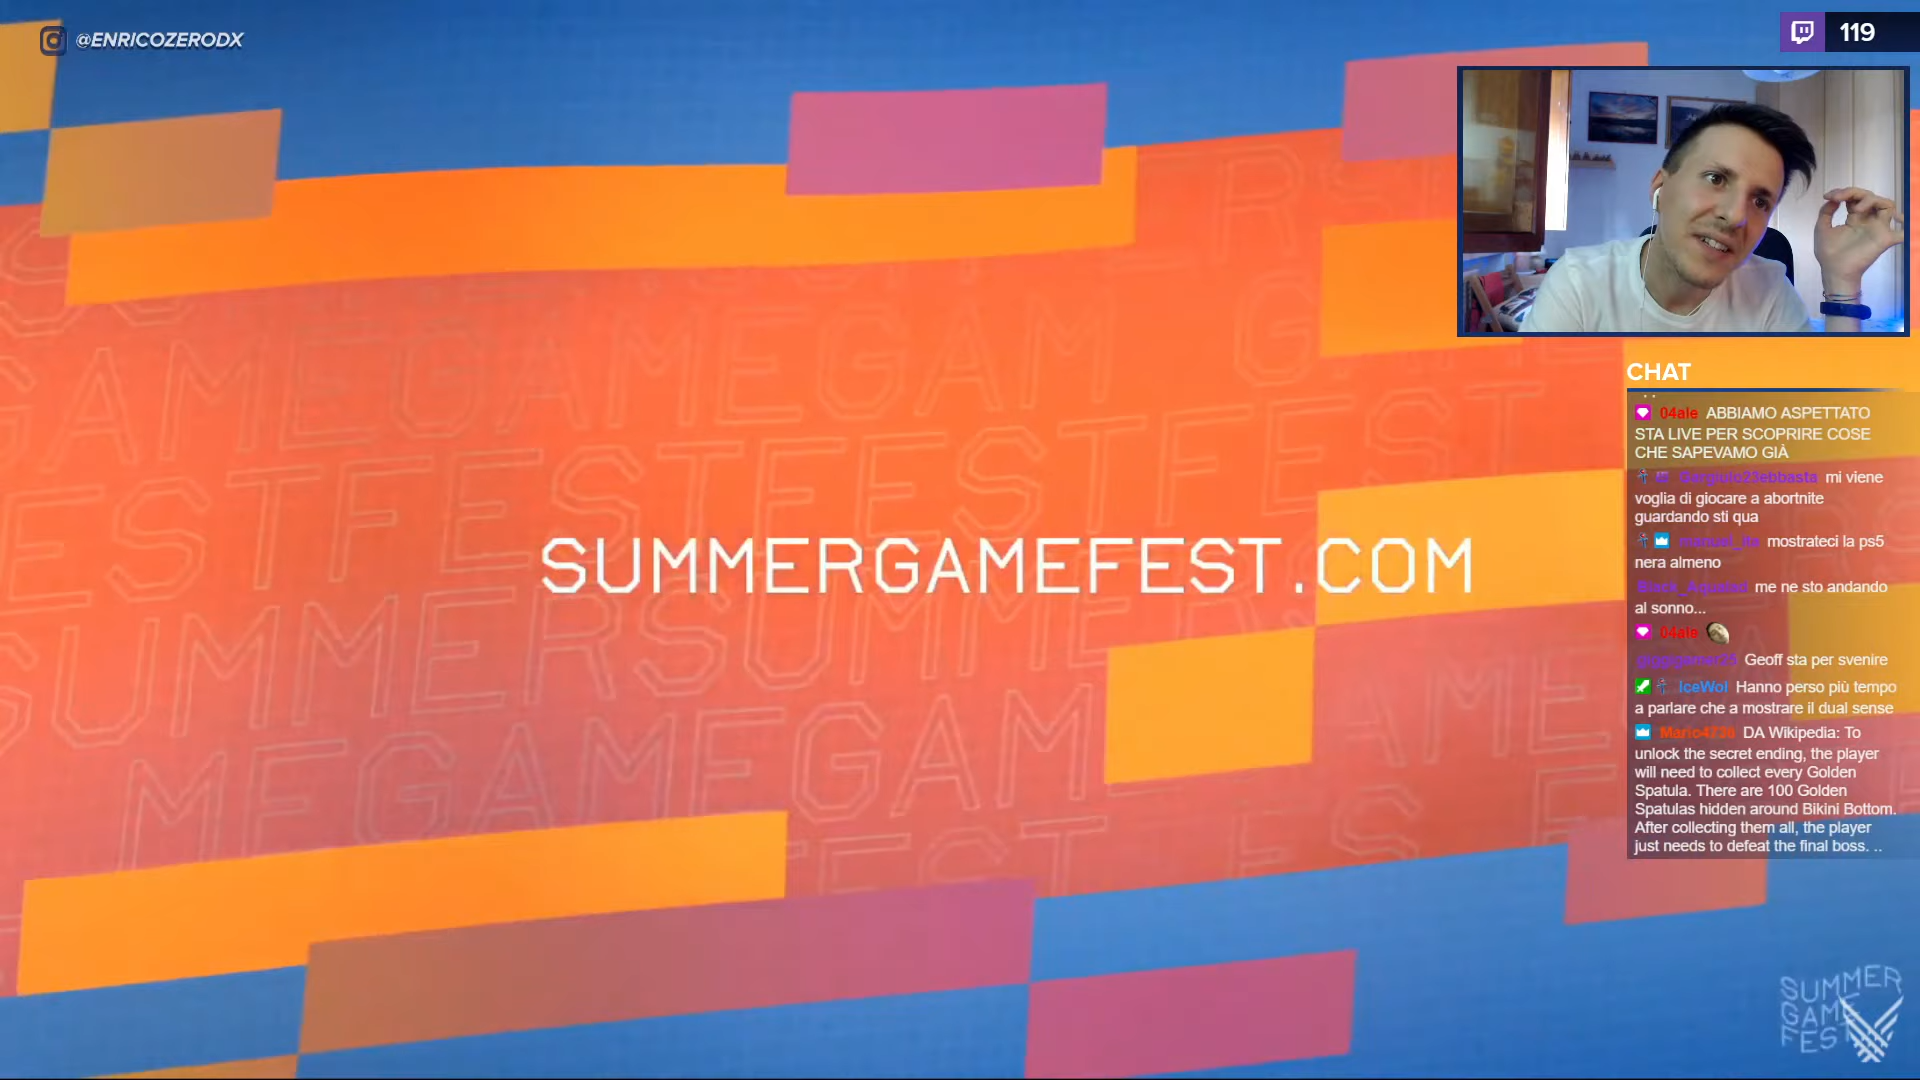 @ENRICOZERODX
119
SUMMERGAMEFEST.COM
CHAT
04ale ABBIAMO ASPETTATO
STA LIVE PER SCOPRIRE COSE
CHE SAPEVAMO GIÀ
mi viene
voglia di giocare a abortnite
guardando sti qua
mostrateci la ps5
nera almeno
me ne sto andando
al sonno...
04ale
Geoff sta per svenire
IceWol Hanno perso più tempo
a parlare che a mostrare il dual sense
DA Wikipedia: To
unlock the secret ending, the player
will need to collect every Golden
Spatula. There are 100 Golden
Spatulas hidden around Bikini Bottom.
After collecting them all, the player
just needs to defeat the final boss. ..
SUMMER
GAME
FEST